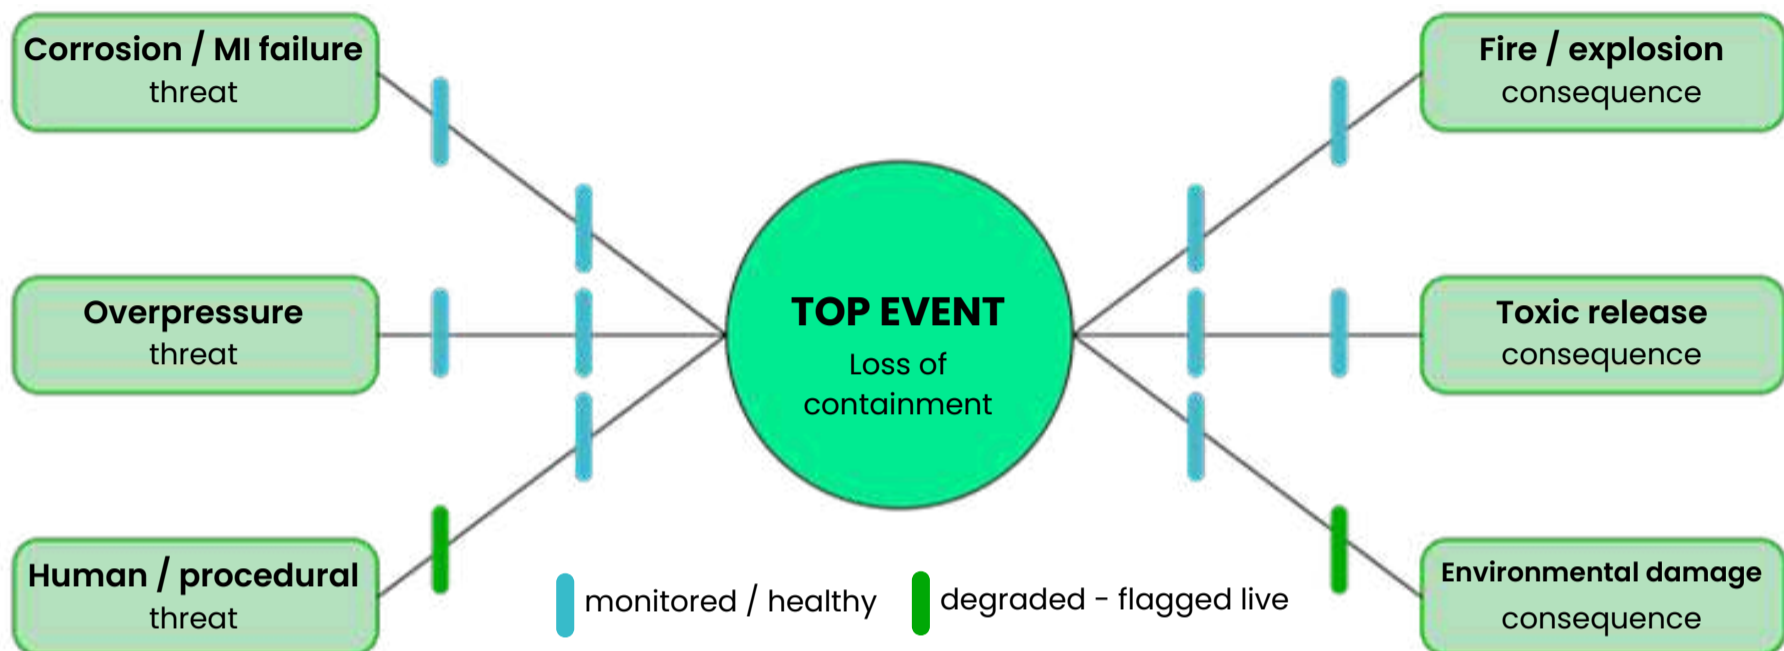 Corrosion / MI failure
threat
Overpressure
threat
Human / procedural
threat
TOP EVENT
Loss of
containment
Fire / explosion
consequence
Toxic release
consequence
Environmental damage
consequence
monitored / healthy
degraded - flagged live